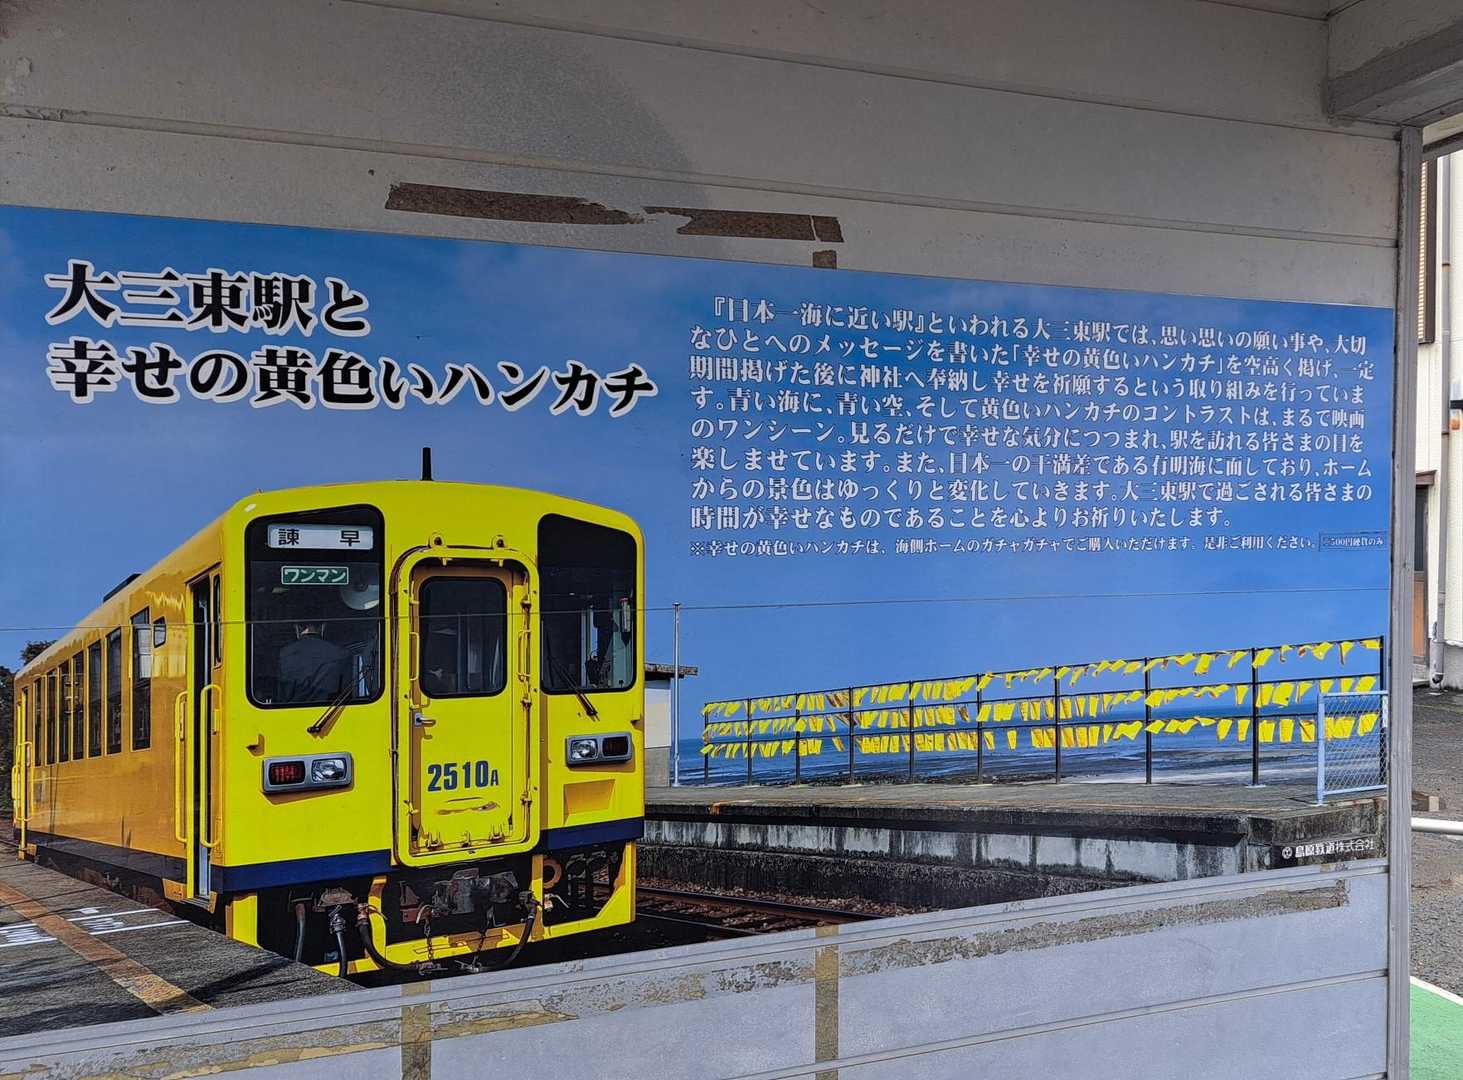 大三東駅と
幸せの黄色いハンカチ
『日本一海に近い駅』といわれる大三東駅では、思い思いの願い事や、大切
なひとへのメッセージを書いた「幸せの黄色いハンカチ」を空高く掲げ、一定
期間掲げた後に神社へ奉納し幸せを祈願するという取り組みを行っていま
す。青い海に、青い空、そして黄色いハンカチのコントラストは、まるで映画
のワンシーン。見るだけで幸せな気分につつまれ、駅を訪れる皆さまの目を
楽しませています。また、日本一の干満差である有明海に面しており、ホーム
からの景色はゆっくりと変化していきます。大三東駅で過ごされる皆さまの
時間が幸せなものであることを心よりお祈りいたします。
※幸せの黄色いハンカチは、海側ホームのガチャガチャでご購入いただけます。是非ご利用ください。 ※500円硬貨のみ
諫早
ワンマン
2510A
島原鉄道株式会社